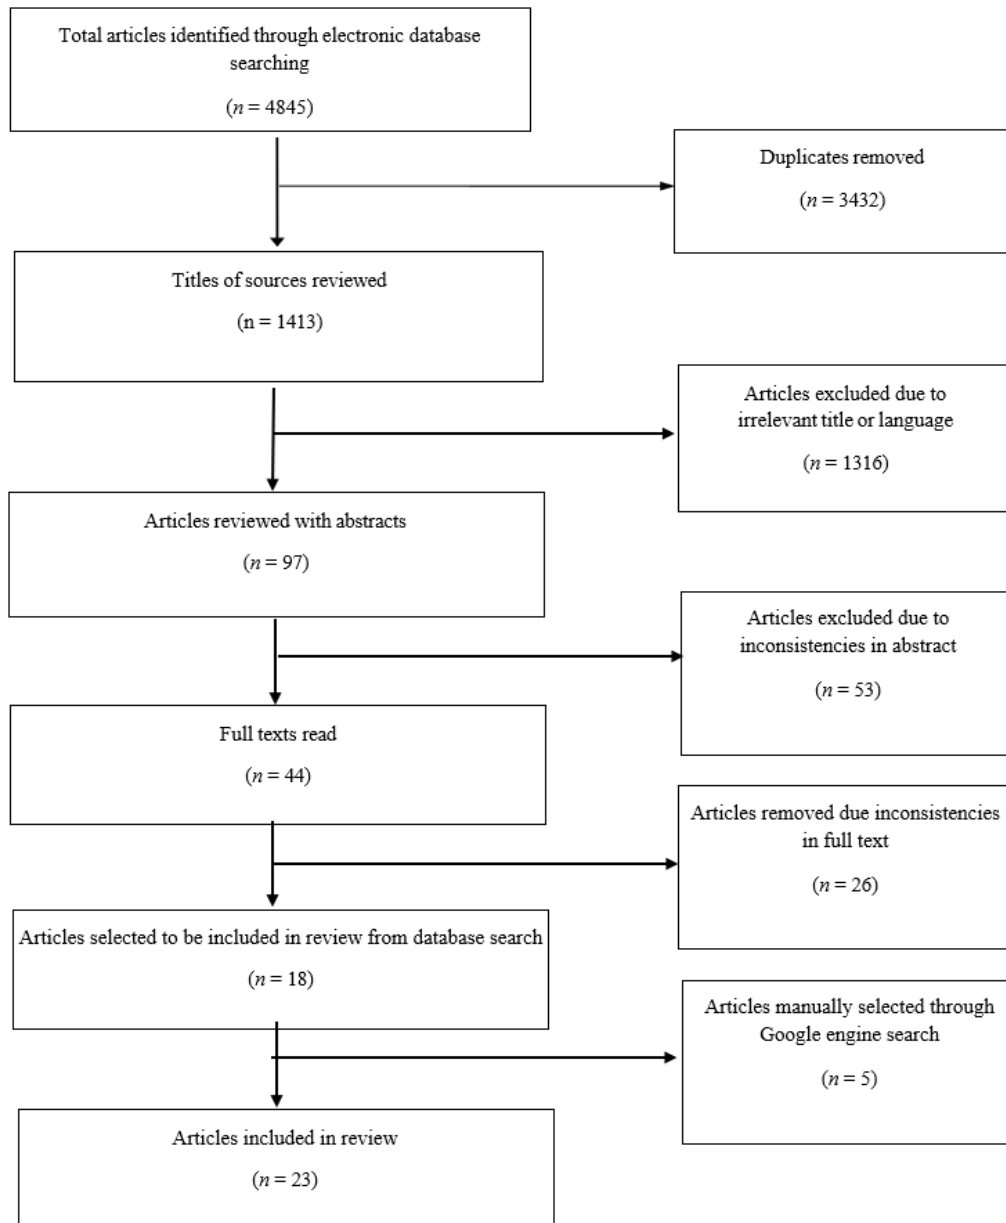 Total articles identified through electronic database
searching
(n = 4845)
Duplicates removed
(n = 3432)
Titles of sources reviewed
(n = 1413)
Articles excluded due to
irrelevant title or language
(n = 1316)
Articles reviewed with abstracts
(n = 97)
Articles excluded due to
inconsistencies in abstract
(n = 53)
Full texts read
(n = 44)
Articles removed due inconsistencies
in full text
(n = 26)
Articles selected to be included in review from database search
(n = 18)
Articles manually selected through
Google engine search
(n = 5)
Articles included in review
(n = 23)